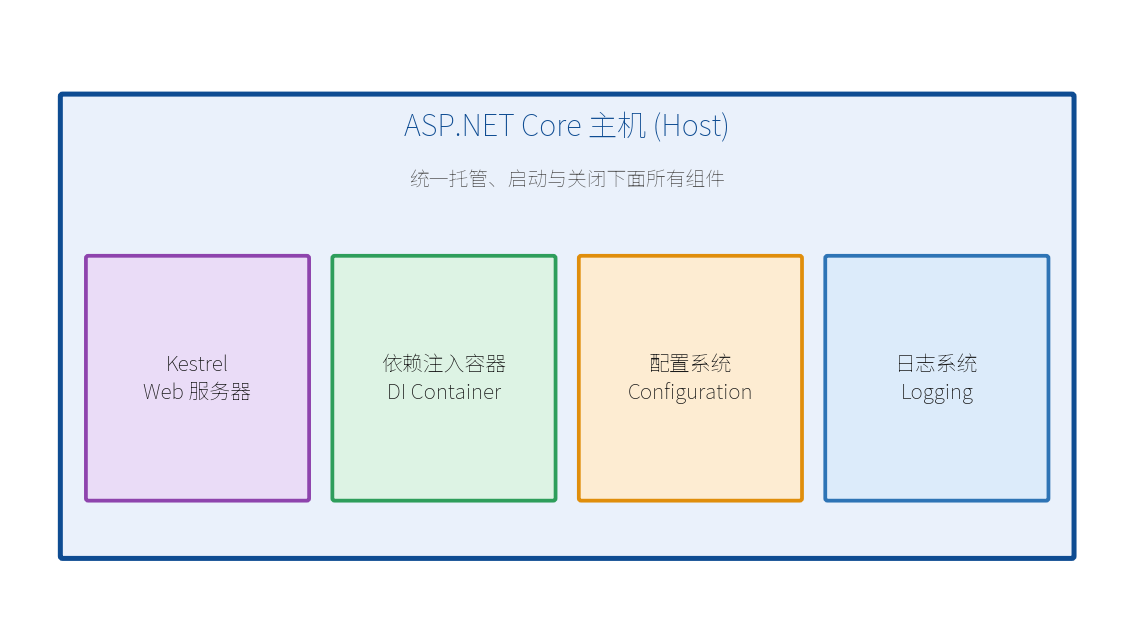 ASP.NET Core 主机 (Host)
统一托管、启动与关闭下面所有组件
Kestrel
Web 服务器
依赖注入容器
DI Container
配置系统
Configuration
日志系统
Logging